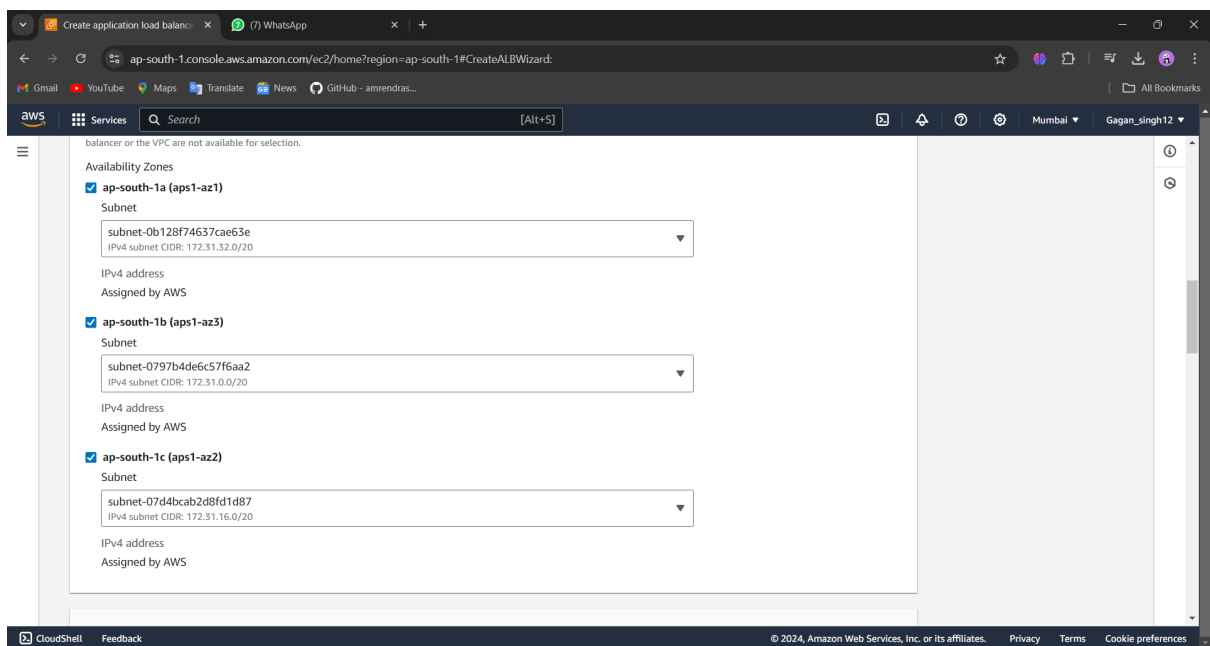 Create application load balance
(7) WhatsApp
ap-south-1.console.aws.amazon.com/ec2/home?region=ap-south-1#CreateALBWizard:
Gmail YouTube Maps Translate News GitHub - amrendras... All Bookmarks
aws Services Search [Alt+S] Mumbai Gagan_singh12
balancer or the VPC are not available for selection.
Availability Zones
ap-south-1a (aps1-az1)
Subnet
subnet-0b128f74637cae63e
IPv4 subnet CIDR: 172.31.32.0/20
IPv4 address
Assigned by AWS
ap-south-1b (aps1-az3)
Subnet
subnet-0797b4de6c57f6aa2
IPv4 subnet CIDR: 172.31.0.0/20
IPv4 address
Assigned by AWS
ap-south-1c (aps1-az2)
Subnet
subnet-07d4bcab2d8fd1d87
IPv4 subnet CIDR: 172.31.16.0/20
IPv4 address
Assigned by AWS
CloudShell Feedback © 2024, Amazon Web Services, Inc. or its affiliates. Privacy Terms Cookie preferences